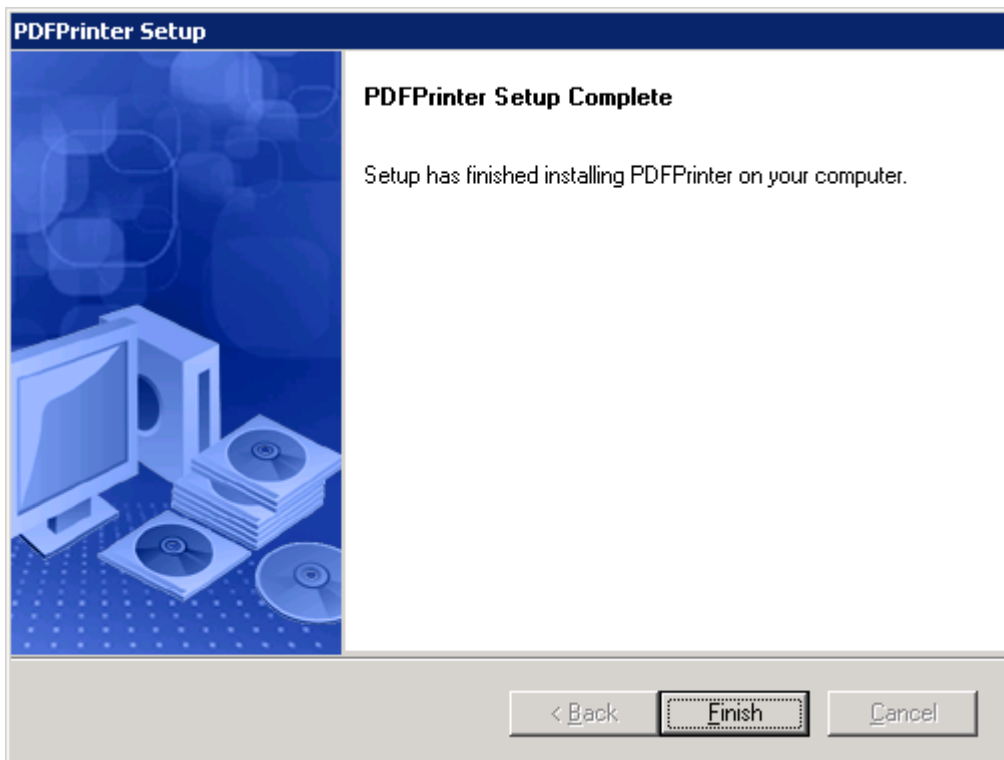 PDFPrinter Setup
PDFPrinter Setup Complete
Setup has finished installing PDFPrinter on your computer.
< Back
Finish
Cancel